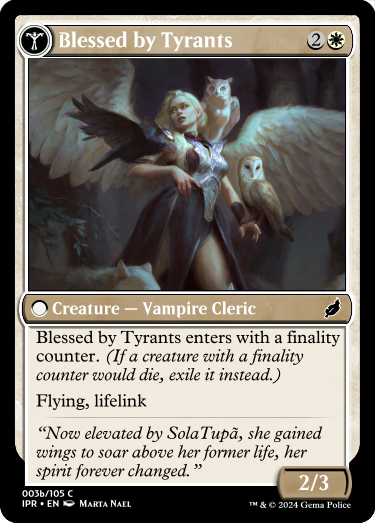 Blessed by Tyrants 2
Creature — Vampire Cleric
Blessed by Tyrants enters with a finality
counter. (If a creature with a finality
counter would die, exile it instead.)
Flying, lifelink
“Now elevated by SolaTupã, she gained
wings to soar above her former life, her
spirit forever changed.”
2/3
003b/105 C
IPR • EN Marta Nael
™ & © 2024 Gema Police